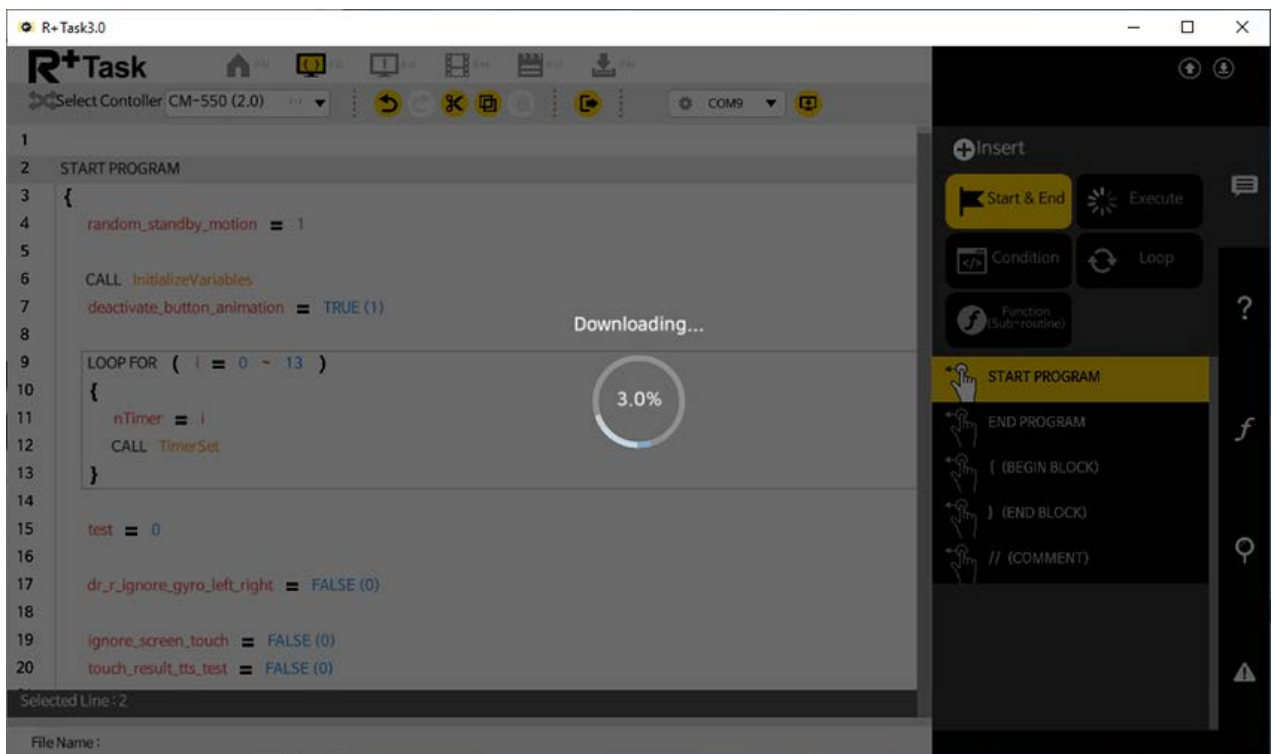 R+Task3.0
R+Task
Select Contoller CM-550 (2.0)
COM9
1
2 START PROGRAM
3 {
4 random_standby_motion = 1
5
6 CALL InitializeVariables
7 deactivate_button_animation = TRUE (1)
8
9 LOOP FOR ( i = 0 ~ 13 )
10 {
11 nTimer = i
12 CALL TimerSet
13 }
14
15 test = 0
16
17 dr_r_ignore_gyro_left_right = FALSE (0)
18
19 ignore_screen_touch = FALSE (0)
20 touch_result_tts_test = FALSE (0)
Selected Line : 2
File Name :
Downloading...
3.0%
Insert
Start & End
Execute
Condition
Loop
Function
(Sub-routine)
START PROGRAM
END PROGRAM
{ (BEGIN BLOCK)
} (END BLOCK)
// (COMMENT)